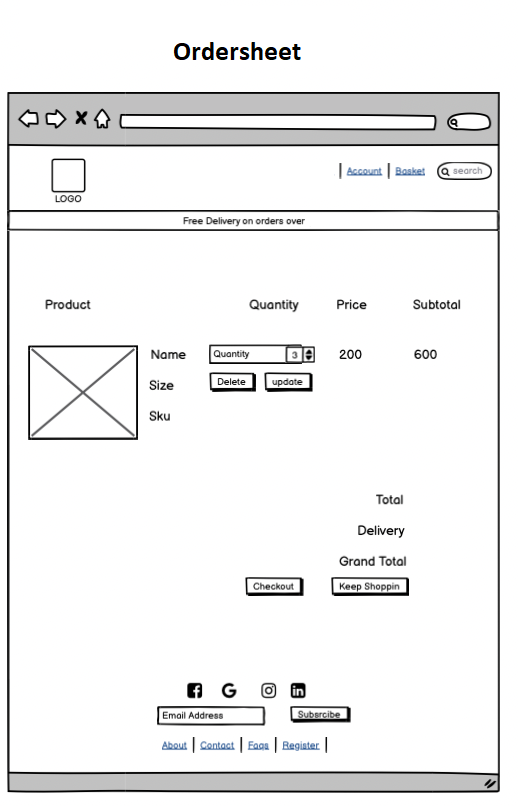 Ordersheet
Account Basket search
LOGO
Free Delivery on orders over
Product Quantity Price Subtotal
Name Quantity 3 200 600
Size Delete update
Sku
Total
Delivery
Grand Total
Checkout Keep Shoppin
Email Address Subsrcibe
About Contact Faqs Register